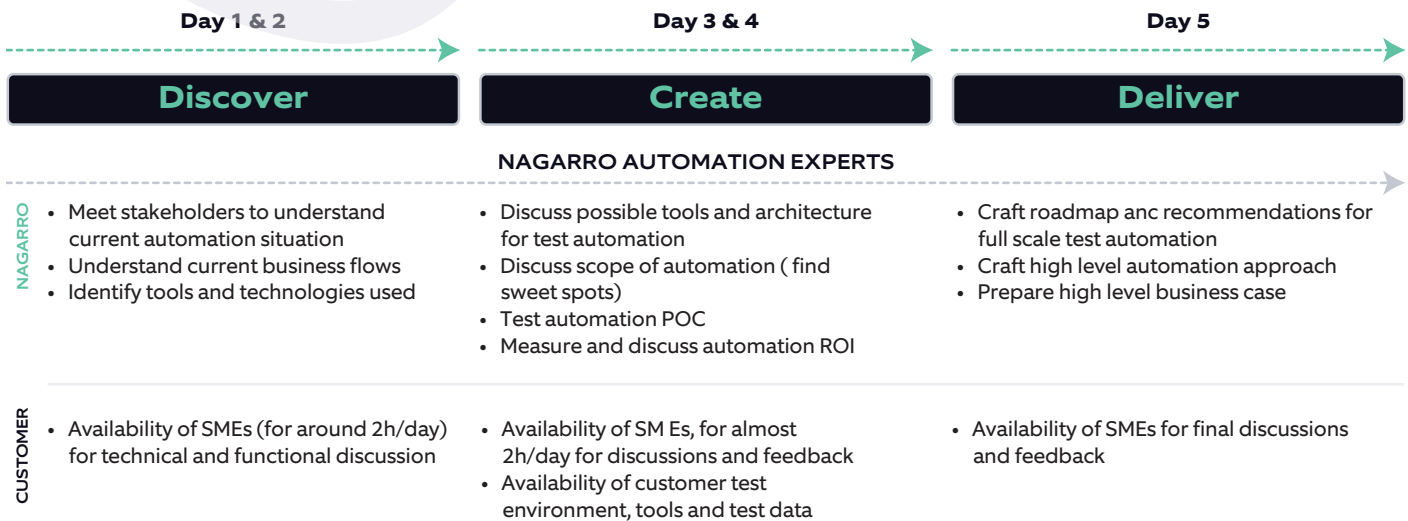 Day 1 & 2
Day 3 & 4
Day 5
Discover
Create
Deliver
NAGARRO AUTOMATION EXPERTS
NAGARRO
• Meet stakeholders to understand
current automation situation
• Understand current business flows
• Identify tools and technologies used
• Discuss possible tools and architecture
for test automation
• Discuss scope of automation ( find
sweet spots)
• Test automation POC
• Measure and discuss automation ROI
• Craft roadmap anc recommendations for
full scale test automation
• Craft high level automation approach
• Prepare high level business case
CUSTOMER
• Availability of SMEs (for around 2h/day)
for technical and functional discussion
• Availability of SM Es, for almost
2h/day for discussions and feedback
• Availability of customer test
environment, tools and test data
• Availability of SMEs for final discussions
and feedback